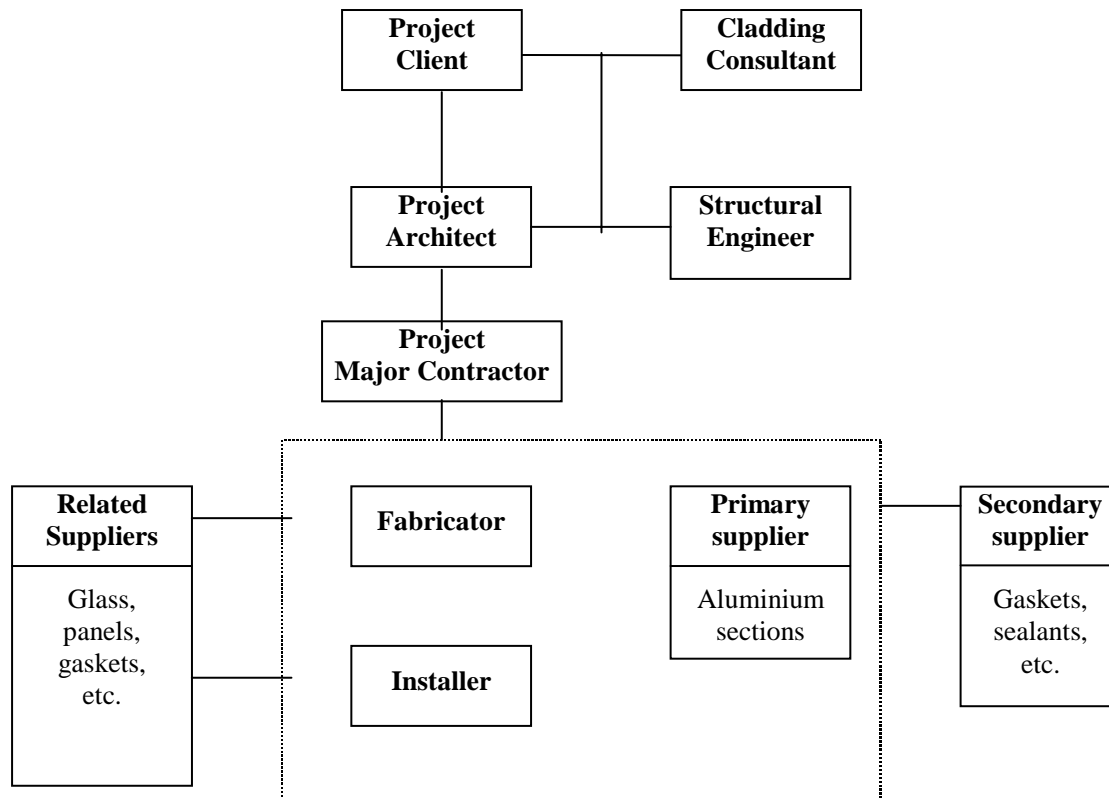 Project
Client
Cladding
Consultant
Project
Architect
Structural
Engineer
Project
Major Contractor
Related
Suppliers
Glass,
panels,
gaskets,
etc.
Fabricator
Installer
Primary
supplier
Aluminium
sections
Secondary
supplier
Gaskets,
sealants,
etc.